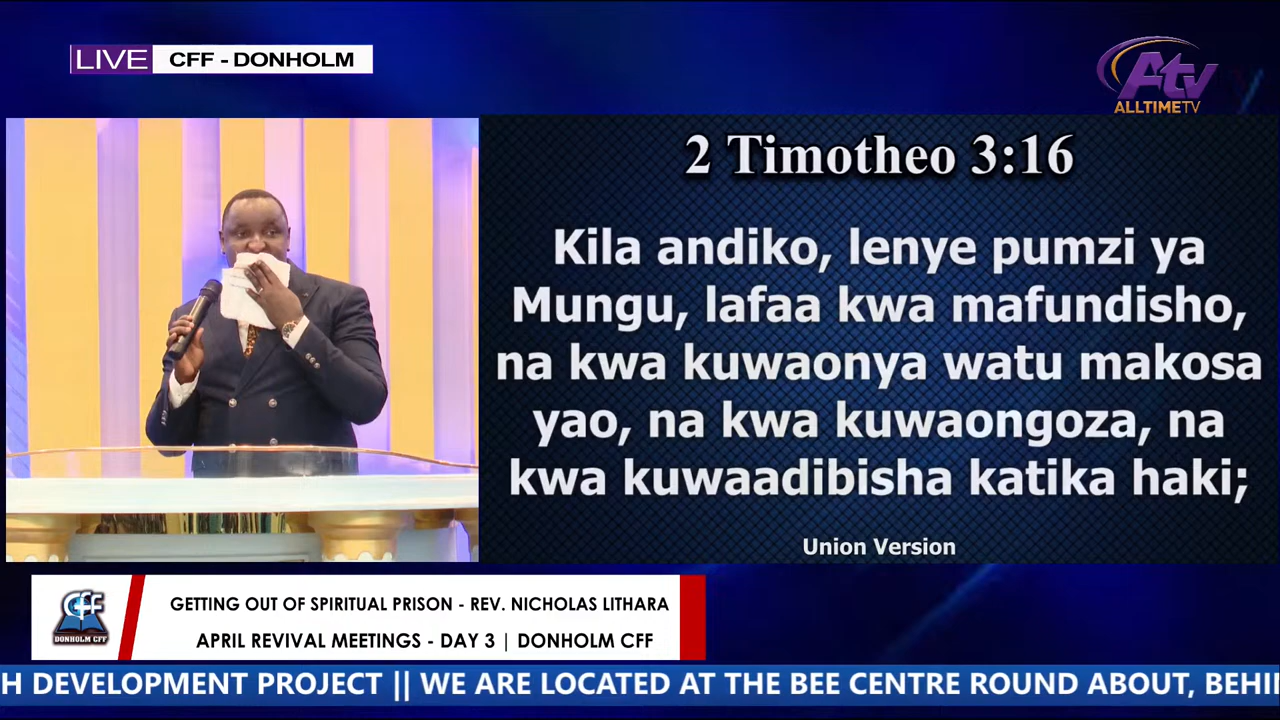 LIVE CFF - DONHOLM
Atv
ALLTIMETV
2 Timotheo 3:16
Kila andiko, lenye pumzi ya
Mungu, lafaa kwa mafundisho,
na kwa kuwaonya watu makosa
yao, na kwa kuwaongoza, na
kwa kuwaadibisha katika haki;
Union Version
CFF
DONHOLM CFF
GETTING OUT OF SPIRITUAL PRISON - REV. NICHOLAS LITHARA
APRIL REVIVAL MEETINGS - DAY 3 | DONHOLM CFF
H DEVELOPMENT PROJECT || WE ARE LOCATED AT THE BEE CENTRE ROUND ABOUT, BEHI